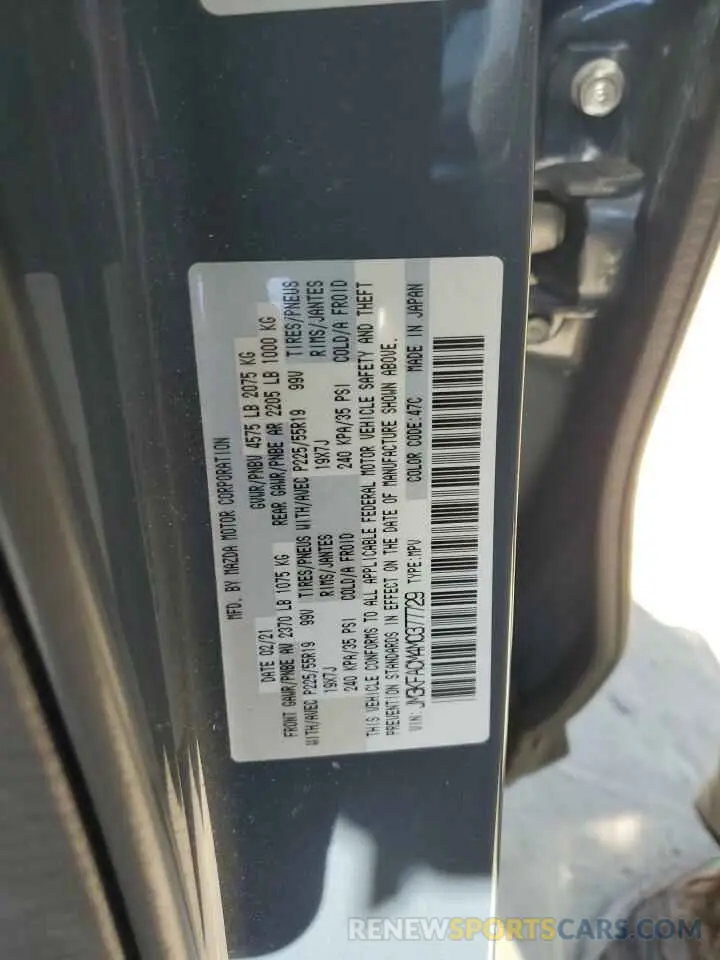 MFD. BY MAZDA MOTOR CORPORATION
DATE 02/21 GVWR/PNBV 4575 LB 2075 KG
FRONT GAWR/PNBE AV 2370 LB 1075 KG REAR GAWR/PNBE AR 2205 LB 1000 KG
WITH/AVEC P225/55R19 99V TIRES/PNEUS WITH/AVEC P225/55R19 99V TIRES/PNEUS
19X7J RIMS/JANTES 19X7J RIMS/JANTES
240 KPA/35 PSI COLD/A FROID 240 KPA/35 PSI COLD/A FROID
THIS VEHICLE CONFORMS TO ALL APPLICABLE FEDERAL MOTOR VEHICLE SAFETY AND THEFT
PREVENTION STANDARDS IN EFFECT ON THE DATE OF MANUFACTURE SHOWN ABOVE.
VIN: JM3KFACMXM0377729 TYPE:MPV COLOR CODE:47C MADE IN JAPAN
RENEWSPORTSCARS.COM